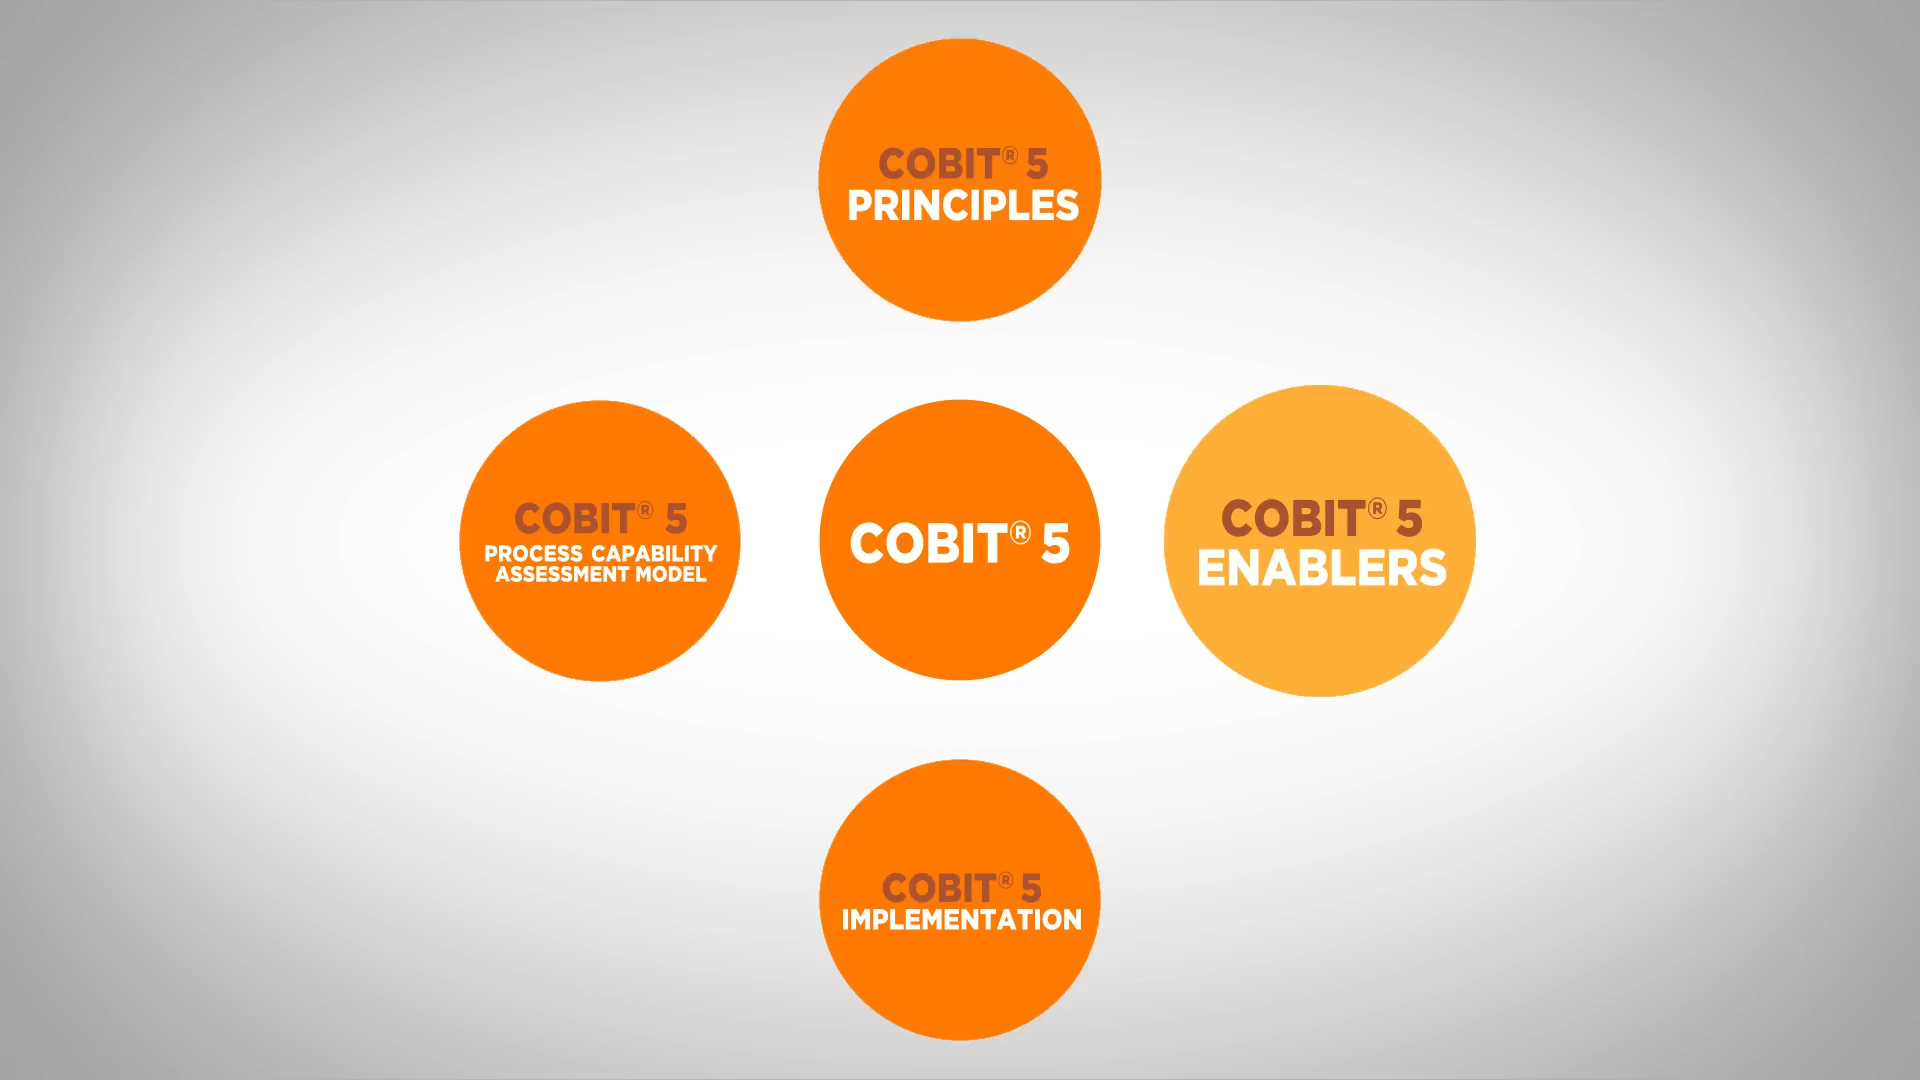 COBIT® 5
PRINCIPLES
COBIT® 5
PROCESS CAPABILITY
ASSESSMENT MODEL
COBIT® 5
COBIT® 5
ENABLERS
COBIT® 5
IMPLEMENTATION